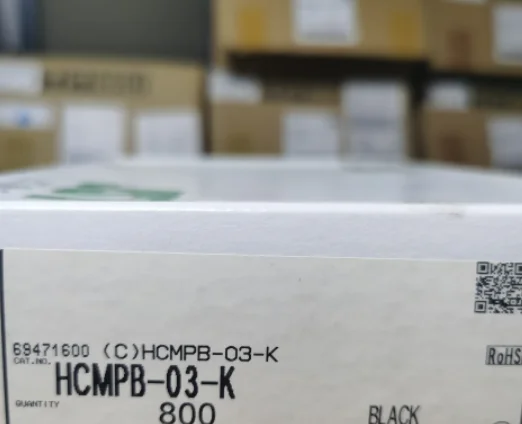 69471600 (C)HCMPB-03-K
CAT.NO. HCMPB-03-K
RoHS
QUANTITY 800 BLACK